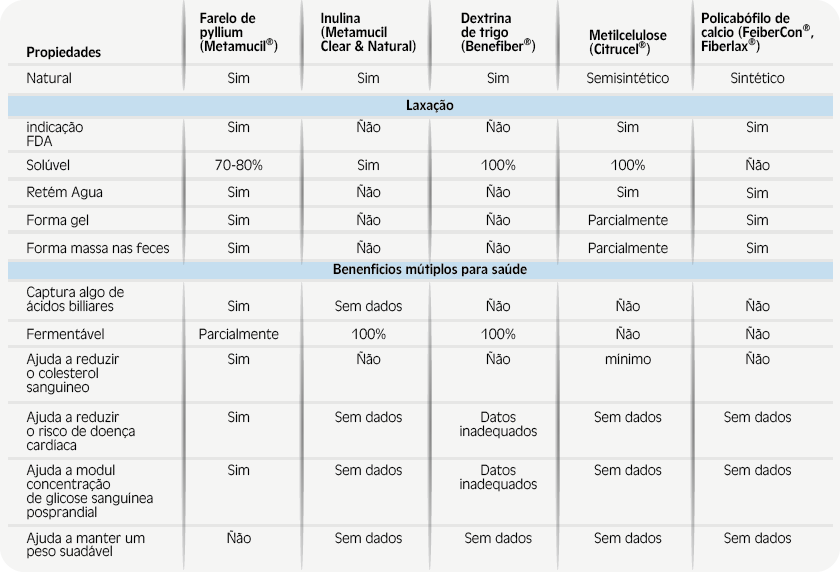 Propiedades
Farelo de
pyllium
(Metamucil®)
Inulina
(Metamucil
Clear & Natural)
Dextrina
de trigo
(Benefiber®)
Metilcelulose
(Citrucel®)
Policabófilo de
calcio (FeiberCon®,
Fiberlax®)
Natural Sim Sim Sim Semisintético Sintético
Laxação
indicação
FDA
Sim Ñão Ñão Sim Sim
Solúvel 70-80% Sim 100% 100% Ñão
Retém Agua Sim Ñão Ñão Sim Sim
Forma gel Sim Ñão Ñão Parcialmente Sim
Forma massa nas feces Sim Ñão Ñão Parcialmente Sim
Benenficios mútiplos para saúde
Captura algo de
ácidos billiares
Sim Sem dados Ñão Ñão Ñão
Fermentável Parcialmente 100% 100% Ñão Ñão
Ajuda a reduzir
o colesterol
sanguineo
Sim Ñão Ñão minimo Ñão
Ajuda a reduzir
o risco de doença
cardíaca
Sim Sem dados Datos
inadequados
Sem dados Sem dados
Ajuda a modul
concentração
de glicose sanguínea
posprandial
Sim Sem dados Datos
inadequados
Sem dados Sem dados
Ajuda a manter um
peso suadável
Ñão Sem dados Sem dados Sem dados Sem dados